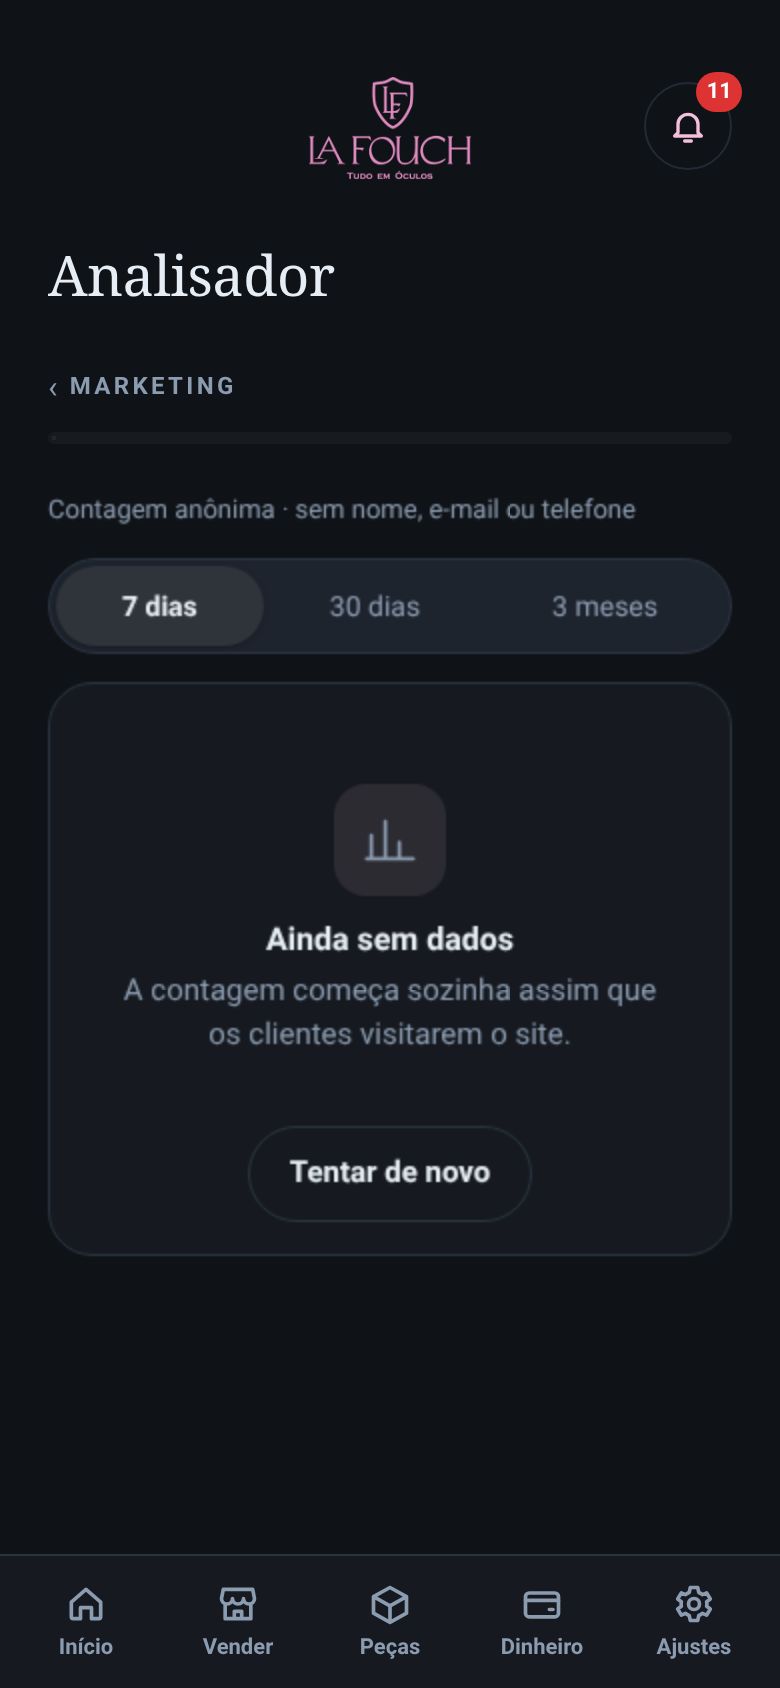 11
LF
LA FOUCH
TUDO EM ÓCULOS
Analisador
‹ MARKETING
Contagem anônima · sem nome, e-mail ou telefone
7 dias
30 dias
3 meses
Ainda sem dados
A contagem começa sozinha assim que
os clientes visitarem o site.
Tentar de novo
Início
Vender
Peças
Dinheiro
Ajustes